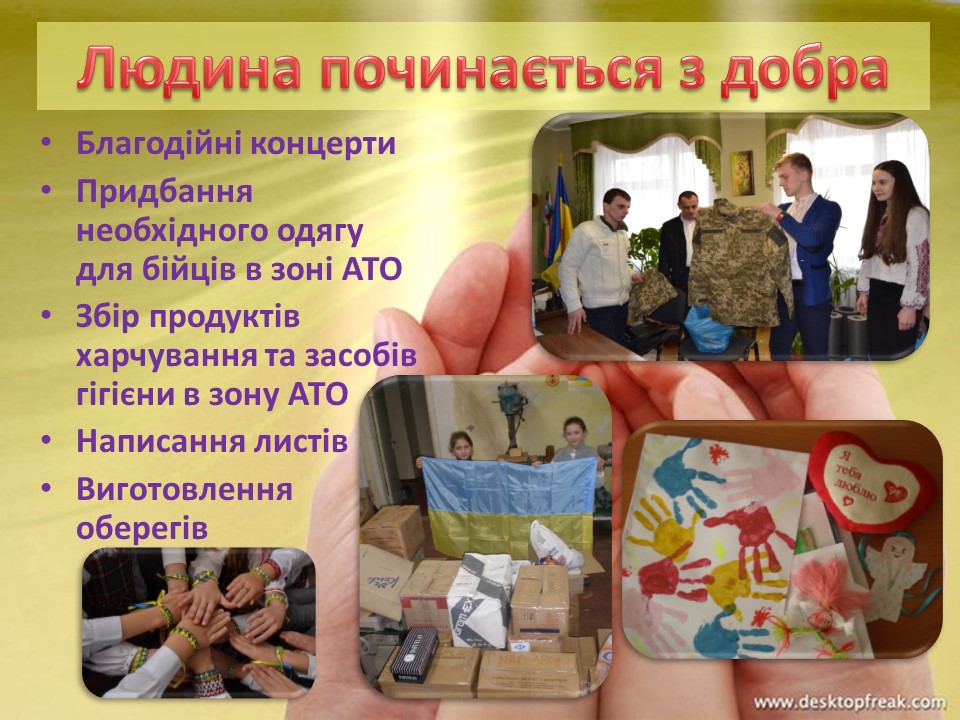 Людина починається з добра
• Благодійні концерти
• Придбання
необхідного одягу
для бійців в зоні АТО
• Збір продуктів
харчування та засобів
гігієни в зону АТО
• Написання листів
• Виготовлення
оберегів
Я
тебя
люблю
www.desktopfreak.com